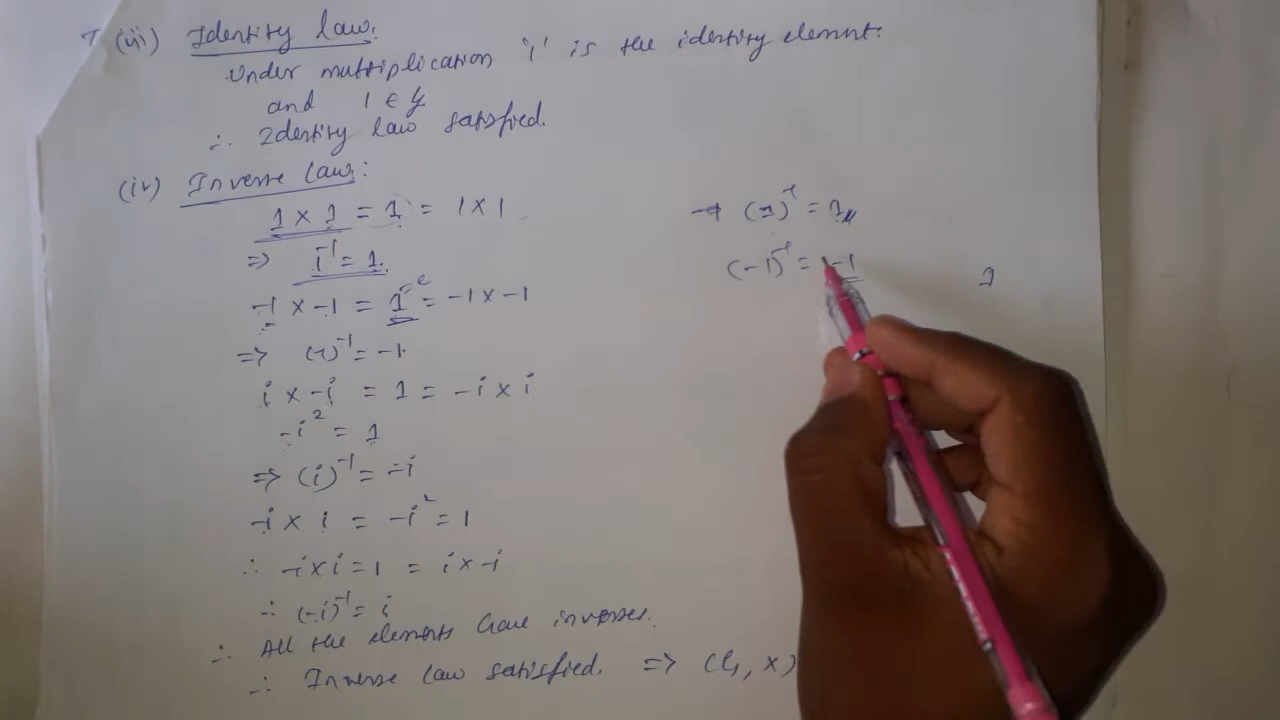 (iii) Identity law:
Under multiplication '1' is the identity element.
and 1 ∈ G
∴ Identity law satisfied.
(iv) Inverse law:
1 × 1 = 1 = 1 × 1
⇒ 1⁻¹ = 1.
-1 × -1 = 1 = -1 × -1
⇒ (1)⁻¹ = -1
i × -i = 1 = -i × i
-i² = 1
⇒ (i)⁻¹ = -i
-i × i = -i² = 1
∴ -i × i = 1 = i × -i
∴ (-i)⁻¹ = i
∴ All the elements have inverses.
∴ Inverse law satisfied. ⇒ (G, ×)
→ (1)⁻¹ = 1
(-1)⁻¹ = -1
1